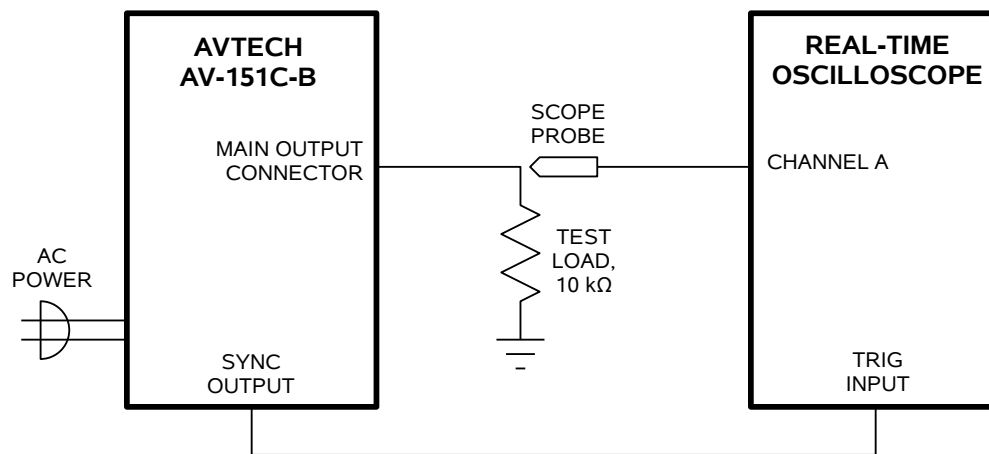 AVTECH
AV-151C-B
REAL-TIME
OSCILLOSCOPE
SCOPE
PROBE
MAIN OUTPUT
CONNECTOR
CHANNEL A
TEST
LOAD,
10 kΩ
AC
POWER
SYNC
OUTPUT
TRIG
INPUT